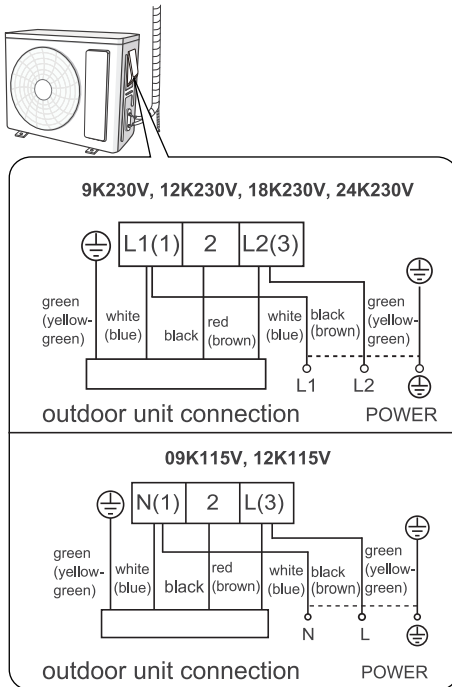 9K230V, 12K230V, 18K230V, 24K230V
L1(1) 2 L2(3)
green
(yellow-
green)
white
(blue)
black
red
(brown)
white
(blue)
black
(brown)
green
(yellow-
green)
L1 L2
outdoor unit connection POWER
09K115V, 12K115V
N(1) 2 L(3)
green
(yellow-
green)
white
(blue)
black
red
(brown)
white
(blue)
black
(brown)
green
(yellow-
green)
N L
outdoor unit connection POWER